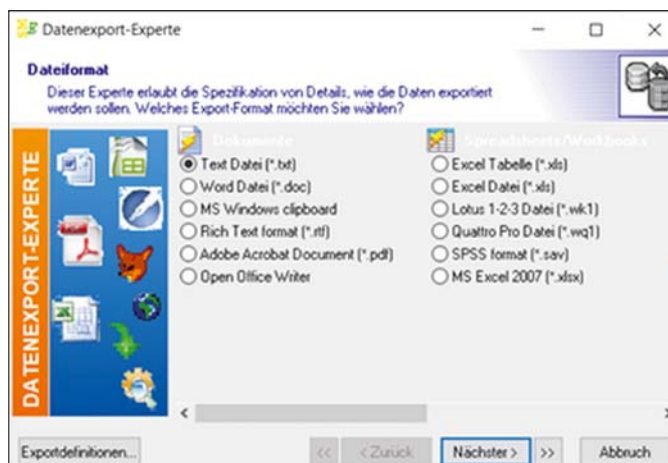 Datenexport-Experte
Dateiformat
Dieser Experte erlaubt die Spezifikation von Details, wie die Daten exportiert
werden sollen. Welches Export-Format möchten Sie wählen?
DATENEXPORT-EXPERTE
Dokumente
Text Datei (*.txt)
Word Datei (*.doc)
MS Windows clipboard
Rich Text format (*.rtf)
Adobe Acrobat Document (*.pdf)
Open Office Writer
Spreadsheets/Workbooks
Excel Tabelle (*.xls)
Excel Datei (*.xls)
Lotus 1-2-3 Datei (*.wk1)
Quattro Pro Datei (*.wq1)
SPSS format (*.sav)
MS Excel 2007 (*.xlsx)
Exportdefinitionen...
<<
< Zurück
Nächster >
>>
Abbruch